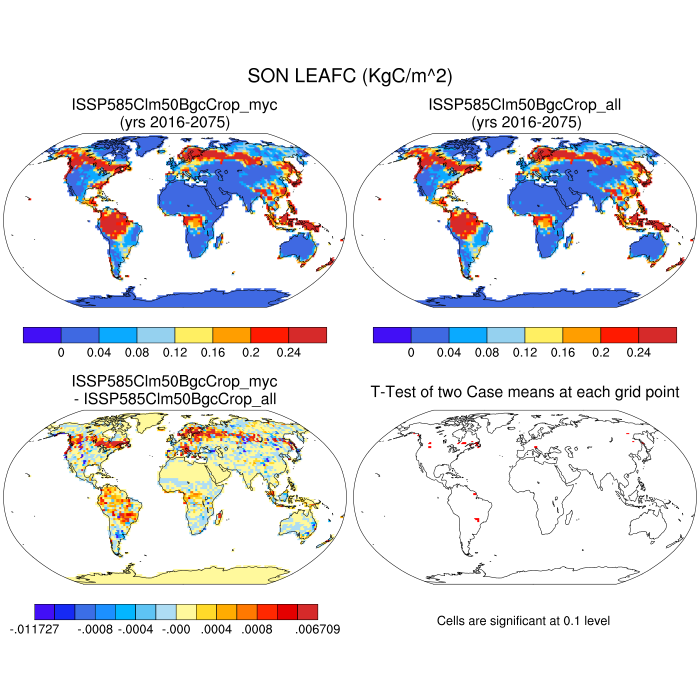 SON LEAFC (KgC/m^2)
ISSP585Clm50BgcCrop_myc
(yrs 2016-2075)
ISSP585Clm50BgcCrop_all
(yrs 2016-2075)
0 0.04 0.08 0.12 0.16 0.2 0.24
0 0.04 0.08 0.12 0.16 0.2 0.24
ISSP585Clm50BgcCrop_myc
- ISSP585Clm50BgcCrop_all
T-Test of two Case means at each grid point
-.011727 -.0008 -.0004 -.000 .0004 .0008 .006709
Cells are significant at 0.1 level